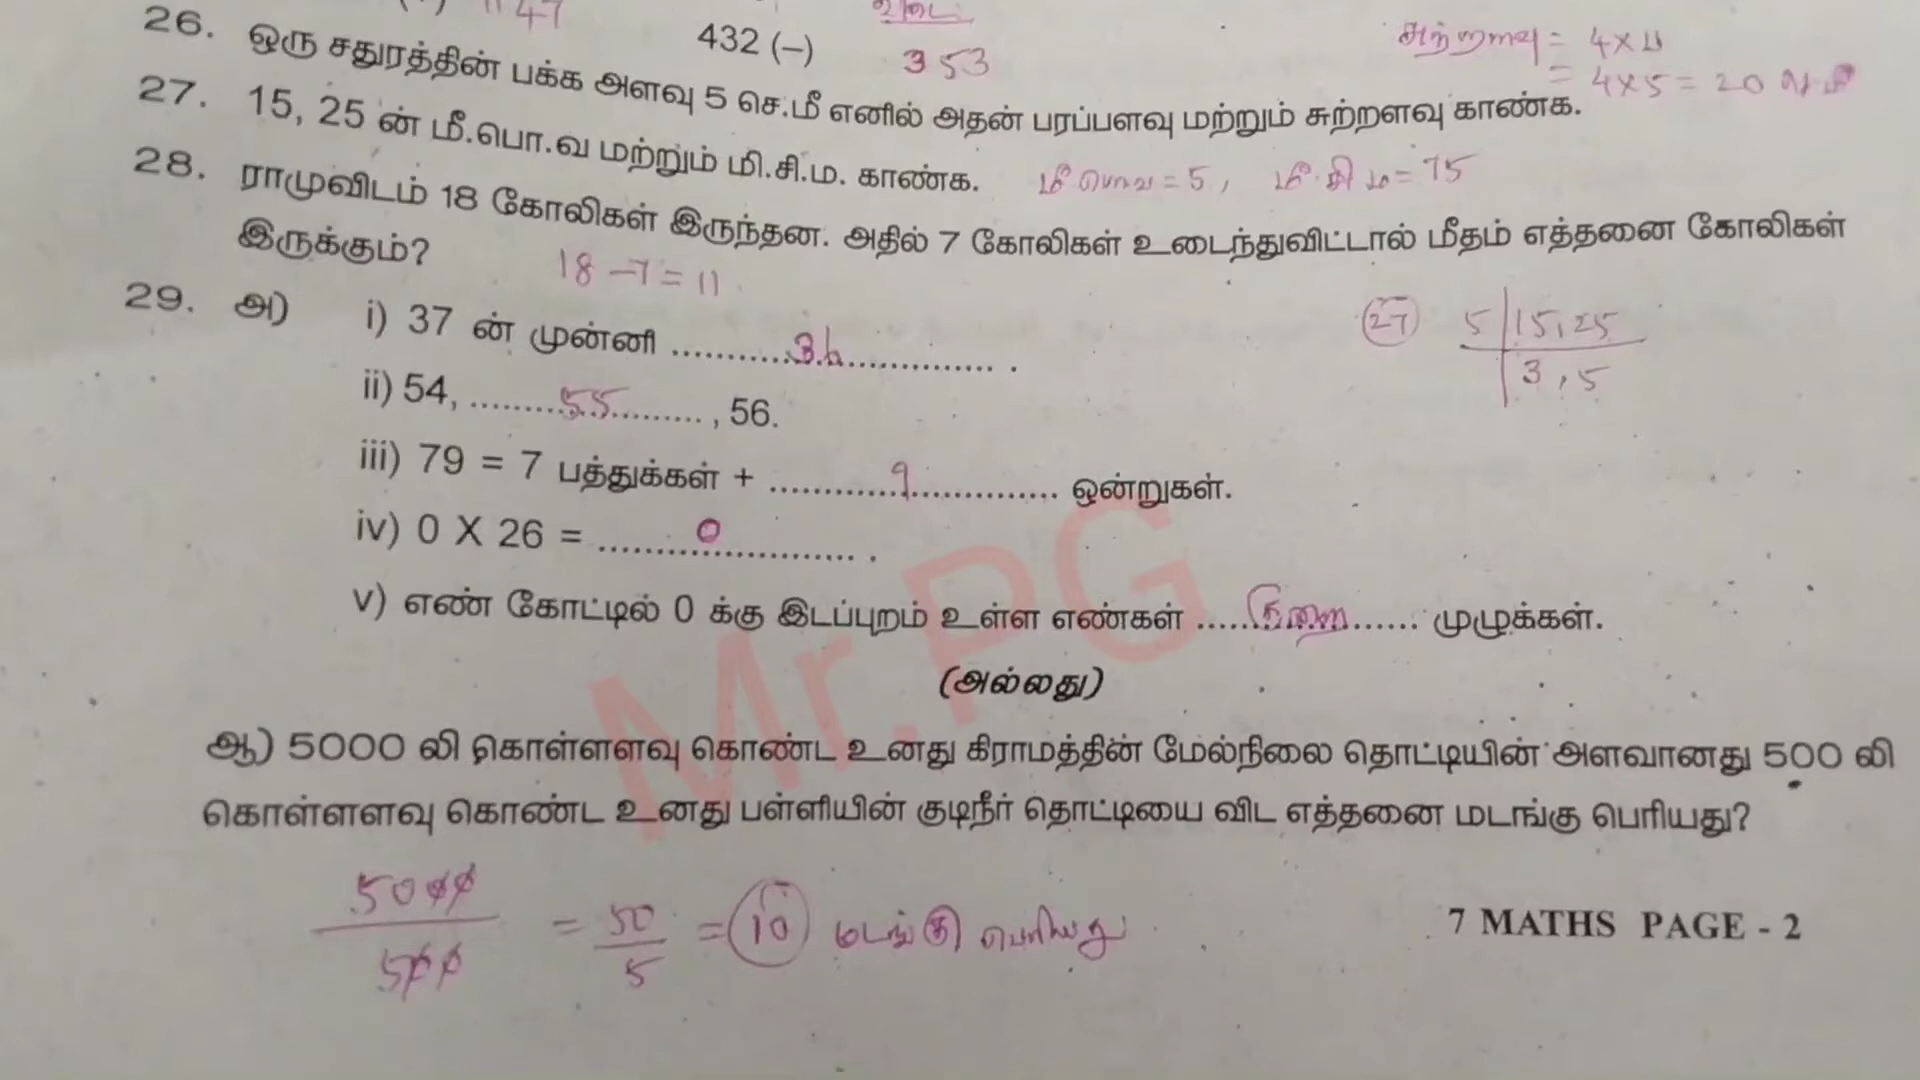 47
432 (–)
விடை
353
சுற்றளவு = 4 × ப
= 4×5 = 20 செ.மீ
26. ஒரு சதுரத்தின் பக்க அளவு 5 செ.மீ எனில் அதன் பரப்பளவு மற்றும் சுற்றளவு காண்க.
27. 15, 25 ன் மீ.பொ.வ மற்றும் மி.சி.ம. காண்க.
மீ பொ வ = 5, மீ.சி ம = 75
28. ராமுவிடம் 18 கோலிகள் இருந்தன. அதில் 7 கோலிகள் உடைந்துவிட்டால் மீதம் எத்தனை கோலிகள்
இருக்கும்?
18 – 7 = 11
29. அ) i) 37 ன் முன்னி ...........36................ .
27 5 | 15, 25
3, 5
ii) 54, .........55.......... , 56.
iii) 79 = 7 பத்துக்கள் + ............9............. ஒன்றுகள்.
iv) 0 X 26 = ..........0............. .
v) எண் கோட்டில் 0 க்கு இடப்புறம் உள்ள எண்கள் ......குறை...... முழுக்கள்.
Mr.PG
(அல்லது)
ஆ) 5000 லி கொள்ளளவு கொண்ட உனது கிராமத்தின் மேல்நிலை தொட்டியின் அளவானது 500 லி
கொள்ளளவு கொண்ட உனது பள்ளியின் குடிநீர் தொட்டியை விட எத்தனை மடங்கு பெரியது?
5000 / 500 = 50 / 5 = 10 மடங்கு பெரியது
7 MATHS PAGE - 2